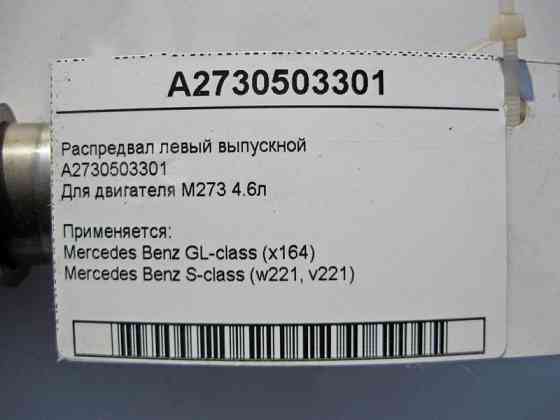 A2730503301
Распредвал левый выпускной
A2730503301
Для двигателя М273 4.6л
Применяется:
Mercedes Benz GL-class (x164)
Mercedes Benz S-class (w221, v221)